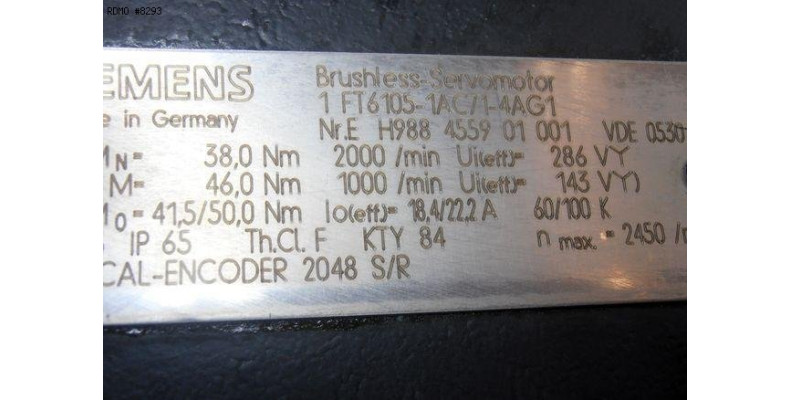 RDMO #8293
EMENS
Brushless-Servomotor
1 FT6105-1AC71-4AG1
e in Germany
Nr.E H988 4559 01 001 VDE 0530
MN= 38,0 Nm 2000 /min Ui(eff)= 286 VY
M= 46,0 Nm 1000 /min Ui(eff)= 143 VY)
Mo= 41,5/50,0 Nm Io(eff)= 18,4/22,2 A 60/100 K
IP 65 Th.Cl. F KTY 84 n max. = 2450 /
CAL-ENCODER 2048 S/R